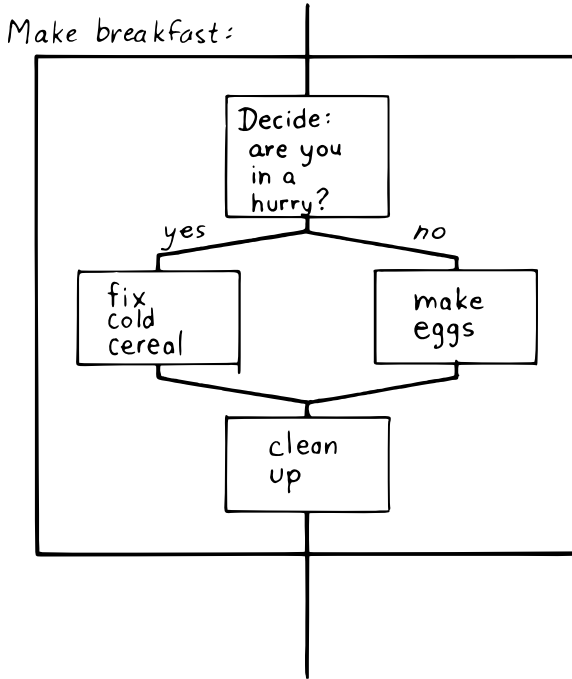 Make breakfast:
Decide:
are you
in a
hurry?
yes
no
fix
cold
cereal
make
eggs
clean
up